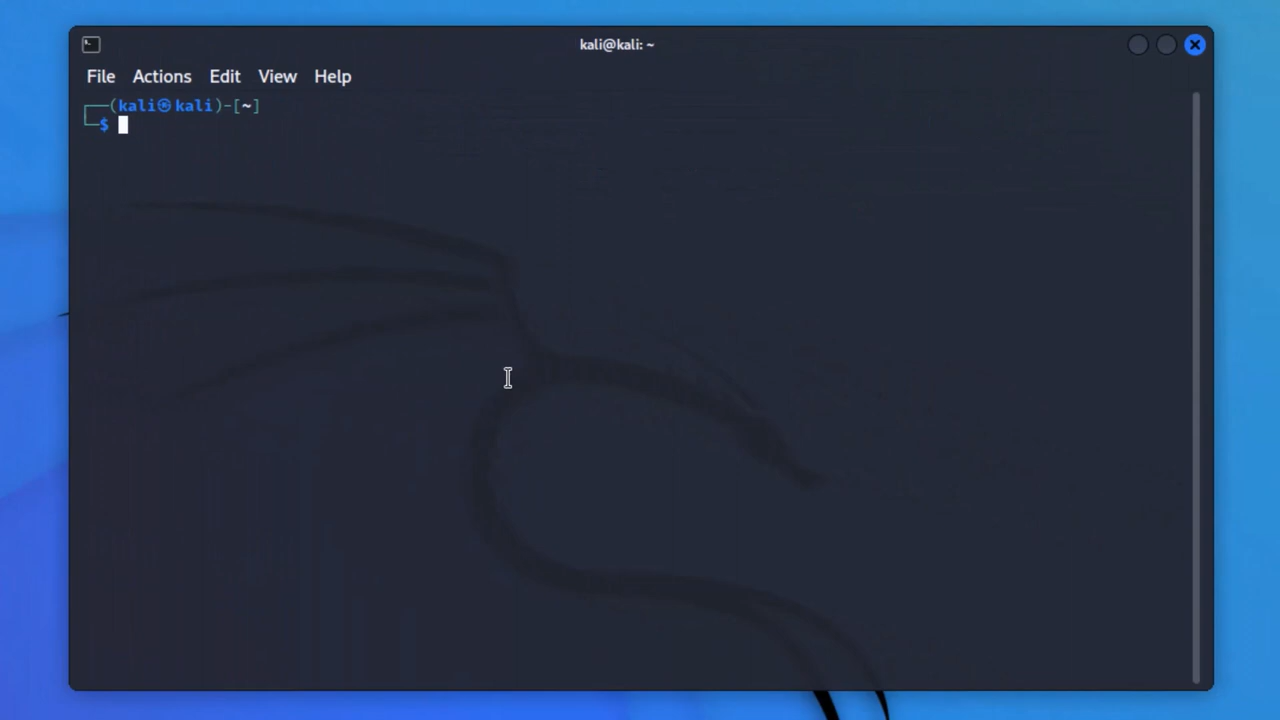 kali@kali: ~
File Actions Edit View Help
┌──(kali㉿kali)-[~]
└─$